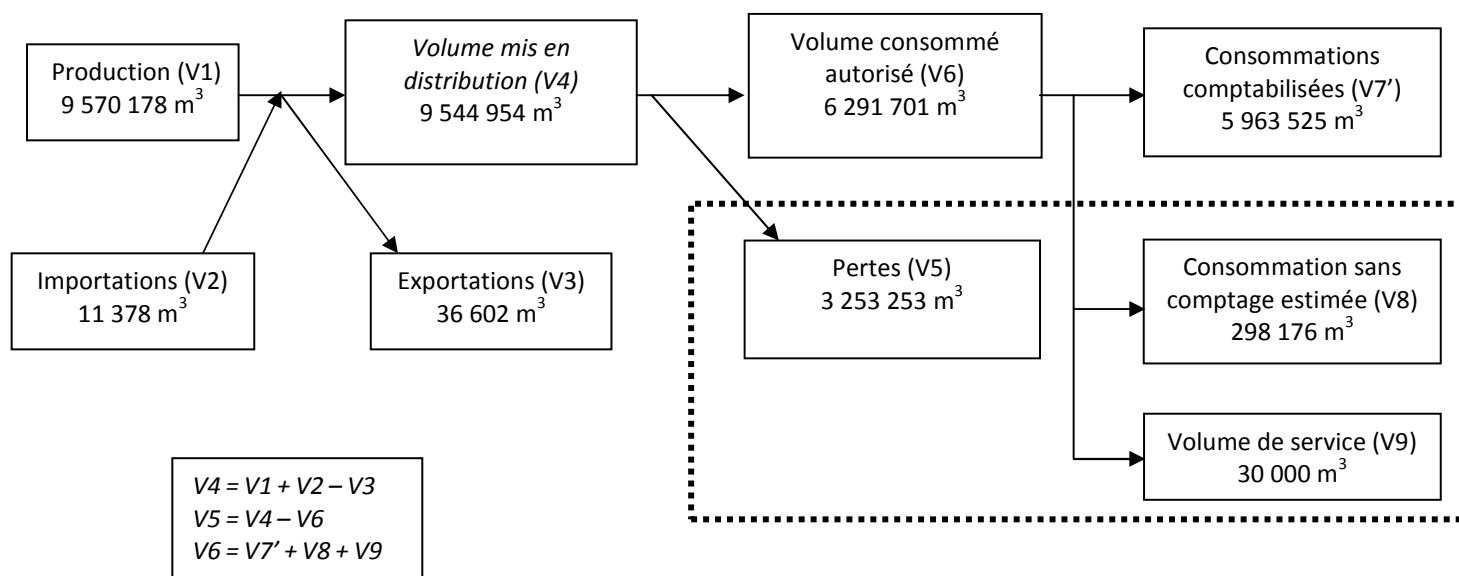 Production (V1)
9 570 178 m³
Volume mis en
distribution (V4)
9 544 954 m³
Volume consommé
autorisé (V6)
6 291 701 m³
Consommations
comptabilisées (V7’)
5 963 525 m³
Importations (V2)
11 378 m³
Exportations (V3)
36 602 m³
Pertes (V5)
3 253 253 m³
Consommation sans
comptage estimée (V8)
298 176 m³
Volume de service (V9)
30 000 m³
V4 = V1 + V2 – V3
V5 = V4 – V6
V6 = V7’ + V8 + V9